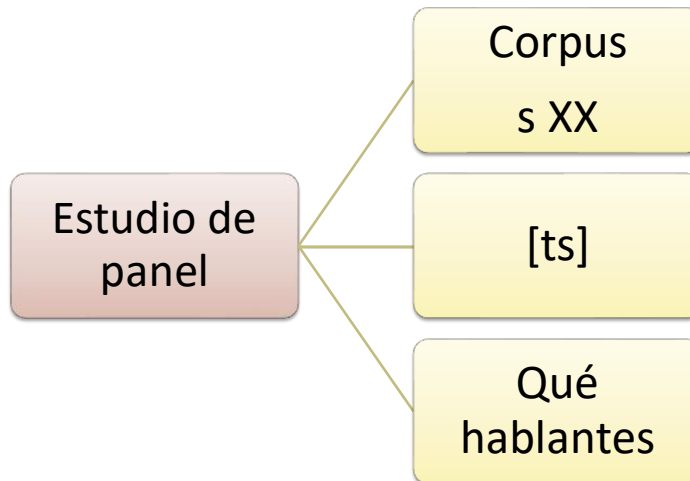 Estudio de
panel
Corpus
s XX
[ts]
Qué
hablantes